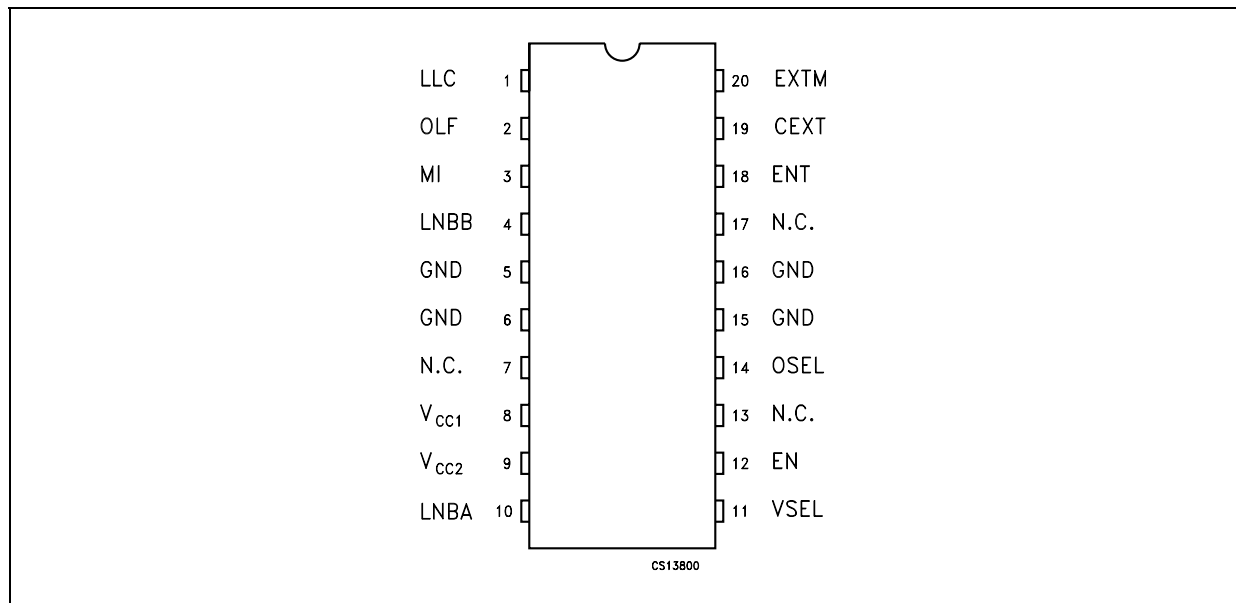 LLC 1 20 EXTM
OLF 2 19 CEXT
MI 3 18 ENT
LNBB 4 17 N.C.
GND 5 16 GND
GND 6 15 GND
N.C. 7 14 OSEL
VCC1 8 13 N.C.
VCC2 9 12 EN
LNBA 10 11 VSEL
CS13800